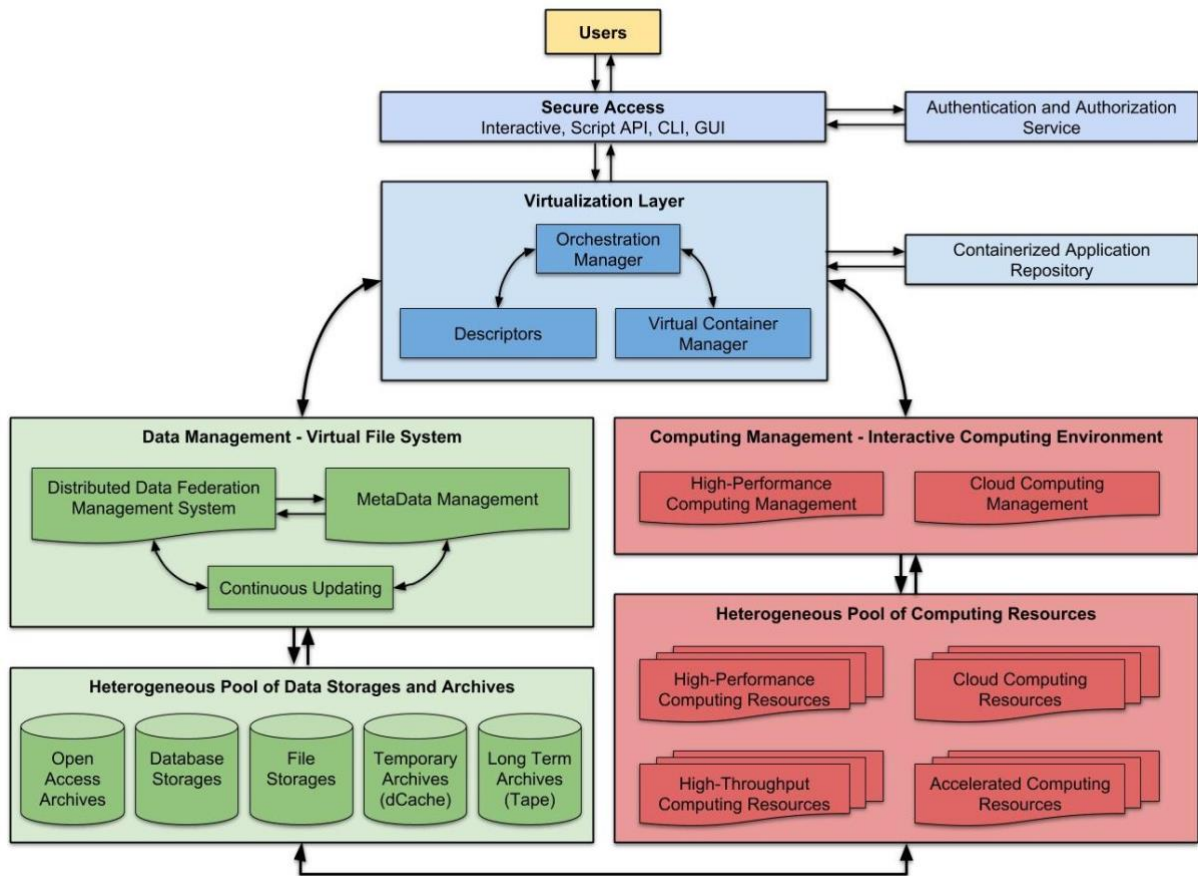 Users
Secure Access
Interactive, Script API, CLI, GUI
Authentication and Authorization
Service
Virtualization Layer
Orchestration
Manager
Descriptors
Virtual Container
Manager
Containerized Application
Repository
Data Management - Virtual File System
Distributed Data Federation
Management System
MetaData Management
Continuous Updating
Computing Management - Interactive Computing Environment
High-Performance
Computing Management
Cloud Computing
Management
Heterogeneous Pool of Data Storages and Archives
Open
Access
Archives
Database
Storages
File
Storages
Temporary
Archives
(dCache)
Long Term
Archives
(Tape)
Heterogeneous Pool of Computing Resources
High-Performance
Computing Resources
Cloud Computing
Resources
High-Throughput
Computing Resources
Accelerated Computing
Resources